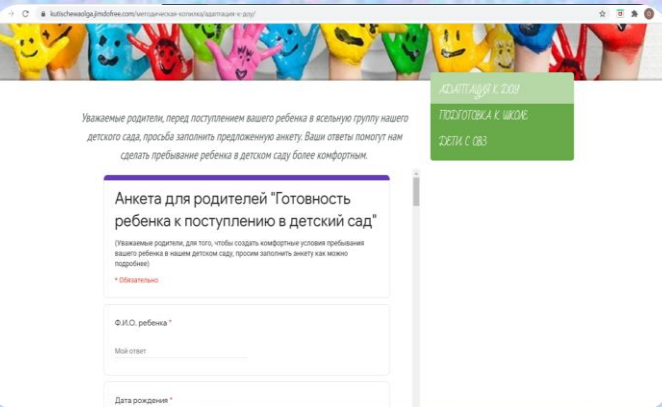 kutischewaolga.jimdofree.com/методическая-копилка/адаптация-к-доу/
АДАПТАЦИЯ К ДОУ
ПОДГОТОВКА К ШКОЛЕ
ДЕТИ С ОВЗ
Уважаемые родители, перед поступлением вашего ребенка в ясельную группу нашего
детского сада, просьба заполнить предложенную анкету. Ваши ответы помогут нам
сделать пребывание ребенка в детском саду более комфортным.
Анкета для родителей "Готовность
ребенка к поступлению в детский сад"
(Уважаемые родители, для того, чтобы создать комфортные условия пребывания
вашего ребенка в нашем детском саду, просим заполнить анкету как можно
подробнее)
* Обязательно
Ф.И.О. ребенка *
Мой ответ
Дата рождения *